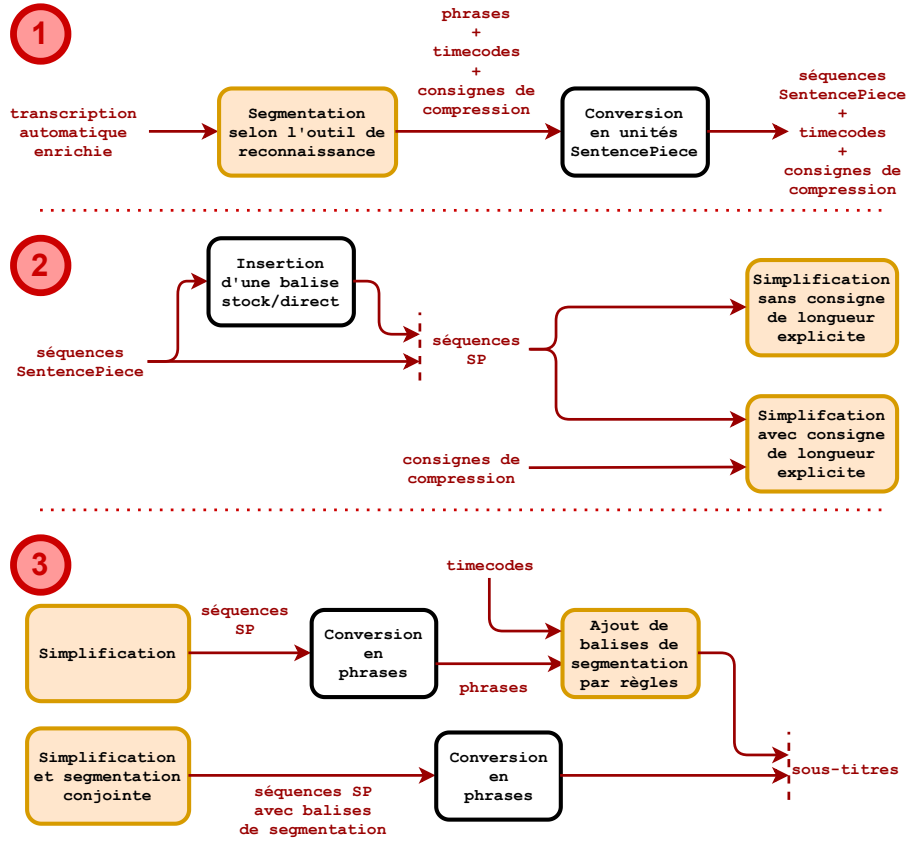 1
transcription
automatique
enrichie
Segmentation
selon l'outil de
reconnaissance
phrases
+
timecodes
+
consignes de
compression
Conversion
en unités
SentencePiece
séquences
SentencePiece
+
timecodes
+
consignes de
compression
2
séquences
SentencePiece
Insertion
d'une balise
stock/direct
séquences
SP
Simplification
sans consigne
de longueur
explicite
consignes de
compression
Simplifcation
avec consigne
de longueur
explicite
3
Simplification
séquences
SP
Conversion
en
phrases
timecodes
phrases
Ajout de
balises de
segmentation
par règles
Simplification
et segmentation
conjointe
séquences SP
avec balises
de segmentation
Conversion
en
phrases
sous-titres